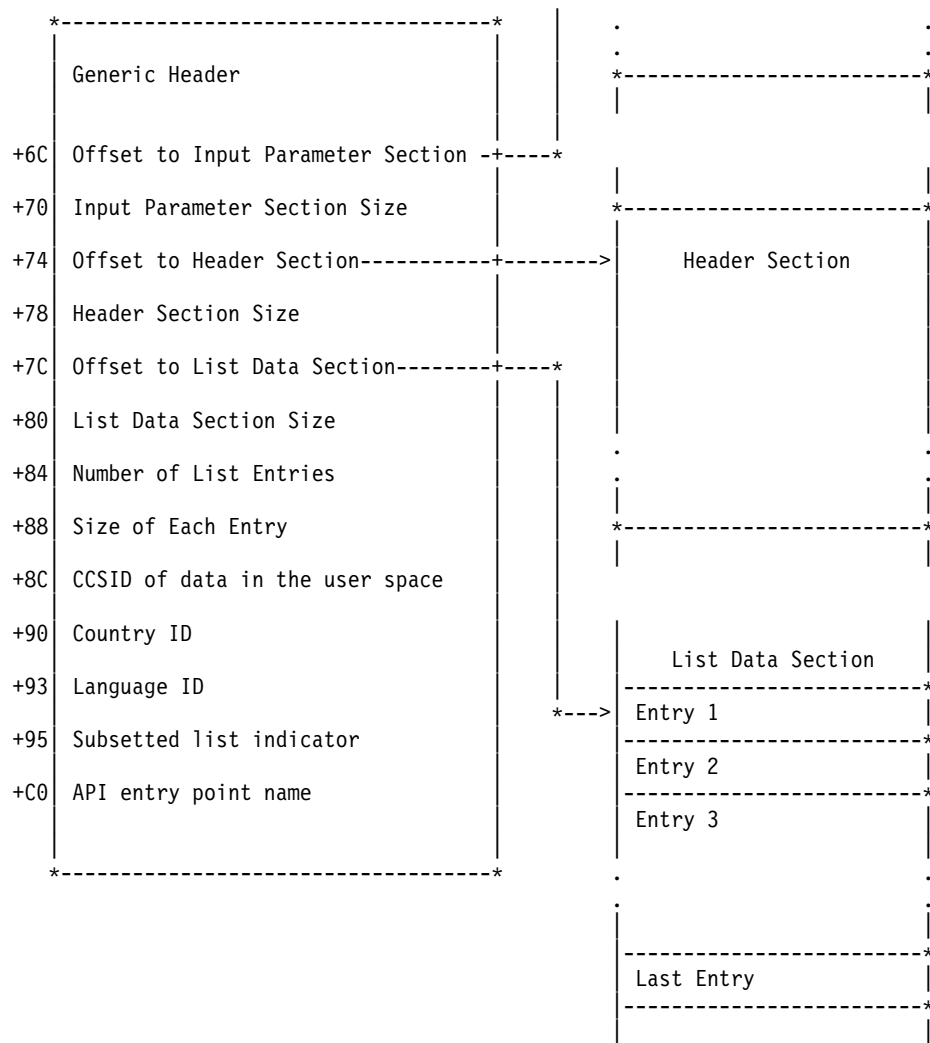 Generic Header
+6C Offset to Input Parameter Section
+70 Input Parameter Section Size
+74 Offset to Header Section
+78 Header Section Size
+7C Offset to List Data Section
+80 List Data Section Size
+84 Number of List Entries
+88 Size of Each Entry
+8C CCSID of data in the user space
+90 Country ID
+93 Language ID
+95 Subsetted list indicator
+C0 API entry point name
Header Section
List Data Section
Entry 1
Entry 2
Entry 3
Last Entry